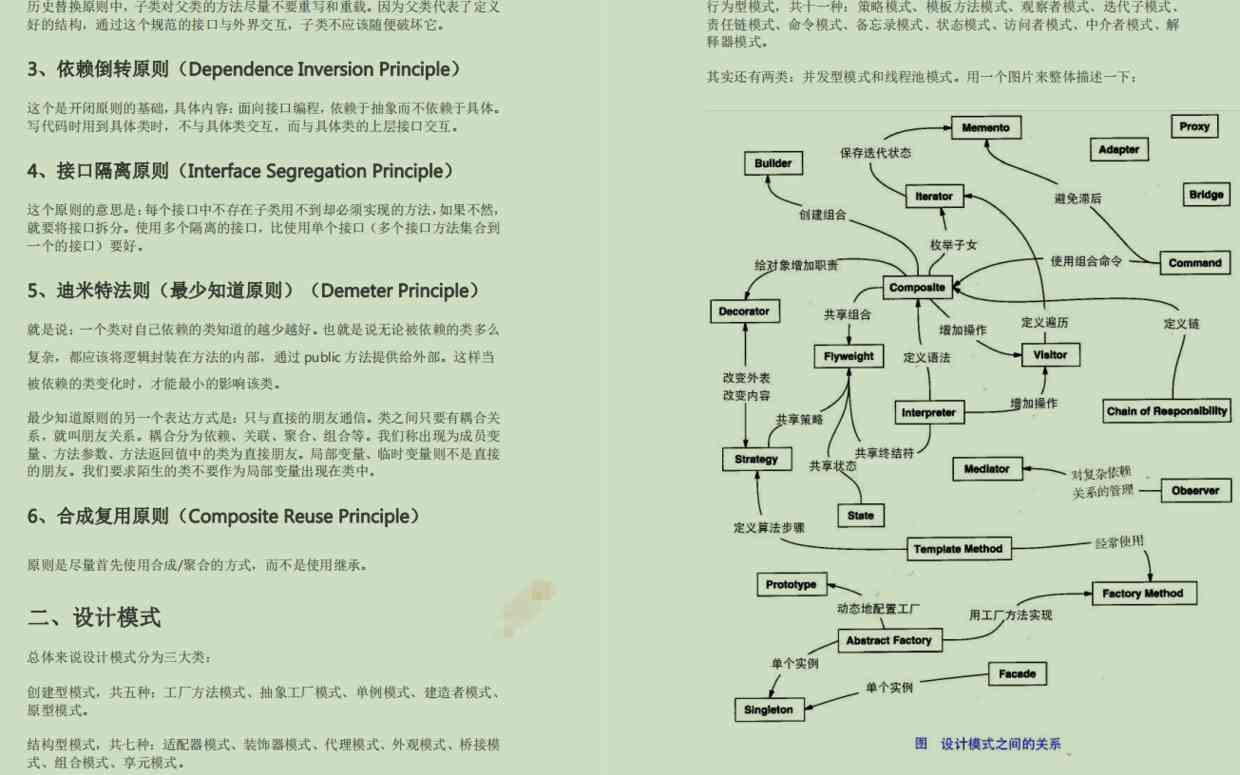 历史替换原则中，子类对父类的方法尽量不要重写和重载。因为父类代表了定义
好的结构，通过这个规范的接口与外界交互，子类不应该随便破坏它。
3、依赖倒转原则（Dependence Inversion Principle）
这个是开闭原则的基础，具体内容：面向接口编程，依赖于抽象而不依赖于具体。
写代码时用到具体类时，不与具体类交互，而与具体类的上层接口交互。
4、接口隔离原则（Interface Segregation Principle）
这个原则的意思是：每个接口中不存在子类用不到却必须实现的方法，如果不然，
就要将接口拆分。使用多个隔离的接口，比使用单个接口（多个接口方法集合到
一个的接口）要好。
5、迪米特法则（最少知道原则）（Demeter Principle）
就是说：一个类对自己依赖的类知道的越少越好。也就是说无论被依赖的类多么
复杂，都应该将逻辑封装在方法的内部，通过 public 方法提供给外部。这样当
被依赖的类变化时，才能最小的影响该类。
最少知道原则的另一个表达方式是：只与直接的朋友通信。类之间只要有耦合关
系，就叫朋友关系。耦合分为依赖、关联、聚合、组合等。我们称出现为成员变
量、方法参数、方法返回值中的类为直接朋友。局部变量、临时变量则不是直接
的朋友。我们要求陌生的类不要作为局部变量出现在类中。
6、合成复用原则（Composite Reuse Principle）
原则是尽量首先使用合成/聚合的方式，而不是使用继承。
二、设计模式
总体来说设计模式分为三大类：
创建型模式，共五种：工厂方法模式、抽象工厂模式、单例模式、建造者模式、
原型模式。
结构型模式，共七种：适配器模式、装饰器模式、代理模式、外观模式、桥接模
式、组合模式、享元模式。
行为型模式，共十一种：策略模式、模板方法模式、观察者模式、迭代子模式、
责任链模式、命令模式、备忘录模式、状态模式、访问者模式、中介者模式、解
释器模式。
其实还有两类：并发型模式和线程池模式。用一个图片来整体描述一下：
Memento
Proxy
Adapter
保存迭代状态
Builder
Iterator
避免滞后
Bridge
创建组合
枚举子女
给对象增加职责
使用组合命令
Command
Composite
Decorator
共享组合
增加操作
定义遍历
定义链
Flyweight
定义语法
Visitor
改变外表
改变内容
共享策略
Interpreter
增加操作
Chain of Responsibility
Strategy
共享状态
共享终结符
Mediator
对复杂依赖
关系的管理
Observer
State
定义算法步骤
Template Method
经常使用
Prototype
Factory Method
动态地配置工厂
用工厂方法实现
Abstract Factory
单个实例
Facade
单个实例
Singleton
图 设计模式之间的关系